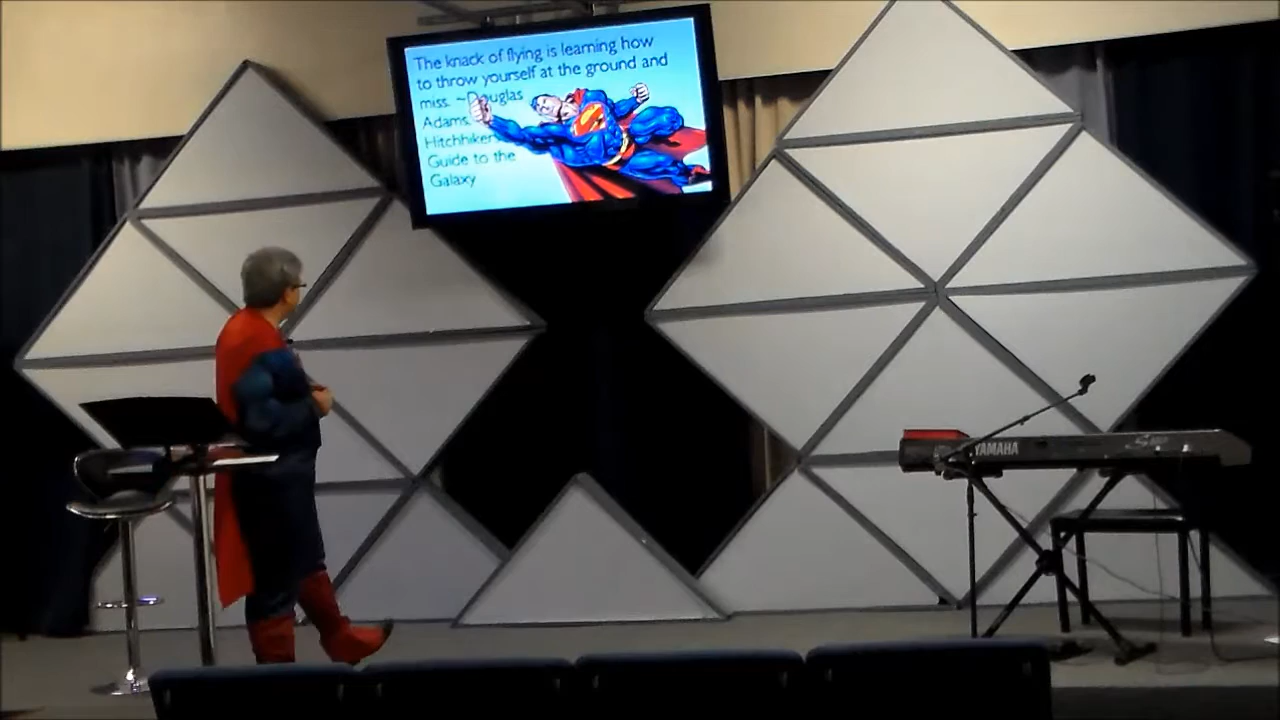 The knack of flying is learning how
to throw yourself at the ground and
miss. ~Douglas
Adams.
Hitchhikers
Guide to the
Galaxy
YAMAHA